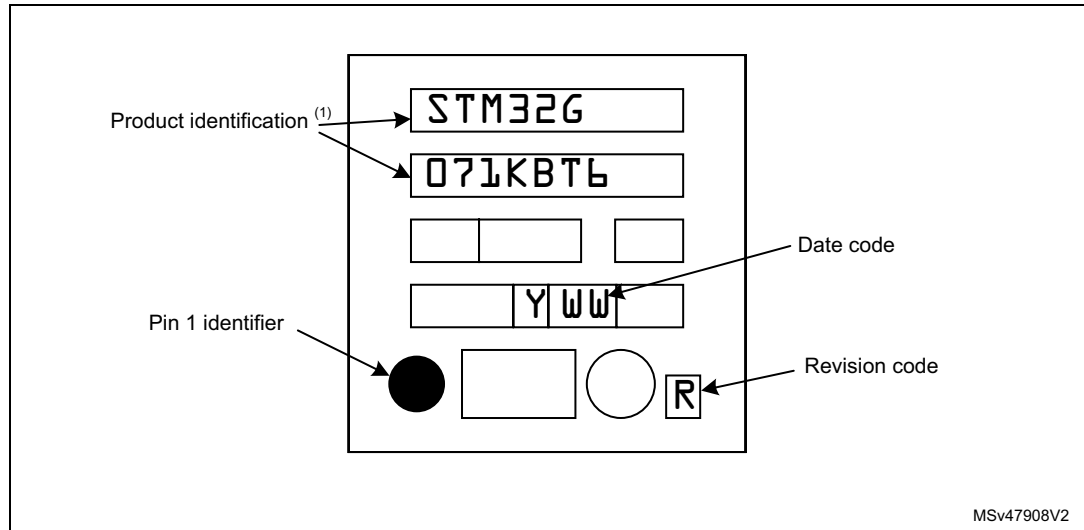 STM32G
Product identification (1)
071KBT6
Date code
Y WW
Pin 1 identifier
Revision code
R
MSv47908V2